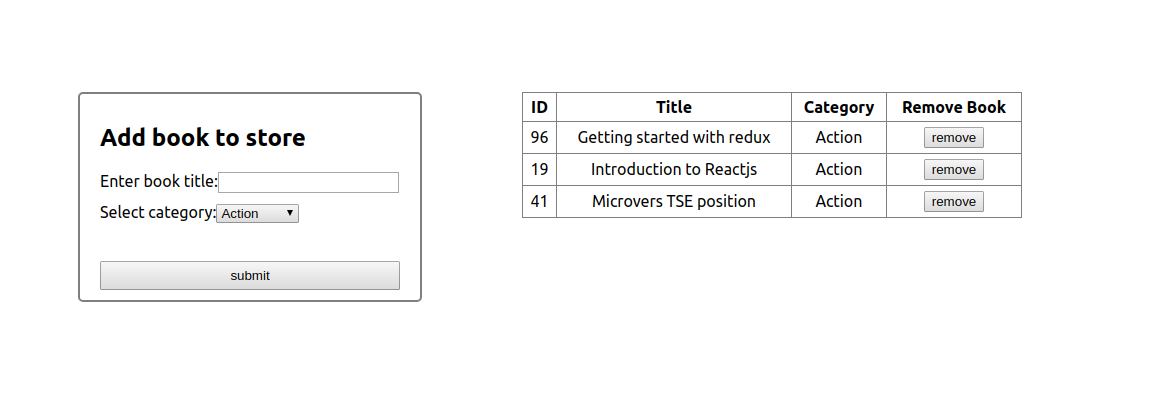 Add book to store
Enter book title:
Select category: Action
submit
ID Title Category Remove Book
96 Getting started with redux Action remove
19 Introduction to Reactjs Action remove
41 Microvers TSE position Action remove